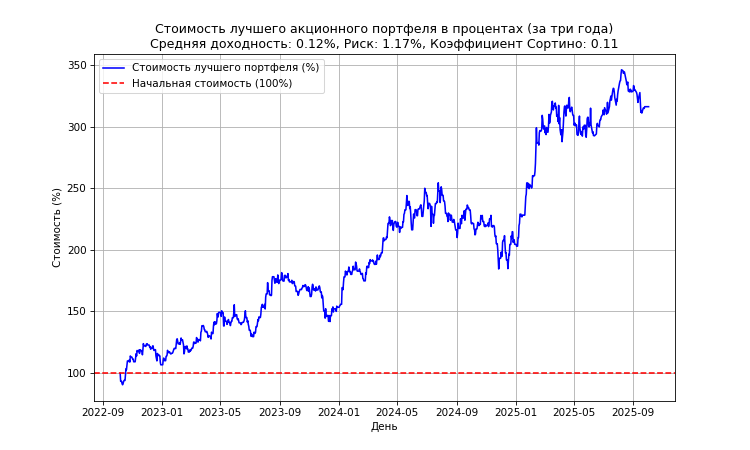 Стоимость лучшего акционного портфеля в процентах (за три года)
Средняя доходность: 0.12%, Риск: 1.17%, Коэффициент Сортино: 0.11
Стоимость лучшего портфеля (%)
Начальная стоимость (100%)
Стоимость (%)
350
300
250
200
150
100
2022-09 2023-01 2023-05 2023-09 2024-01 2024-05 2024-09 2025-01 2025-05 2025-09
День